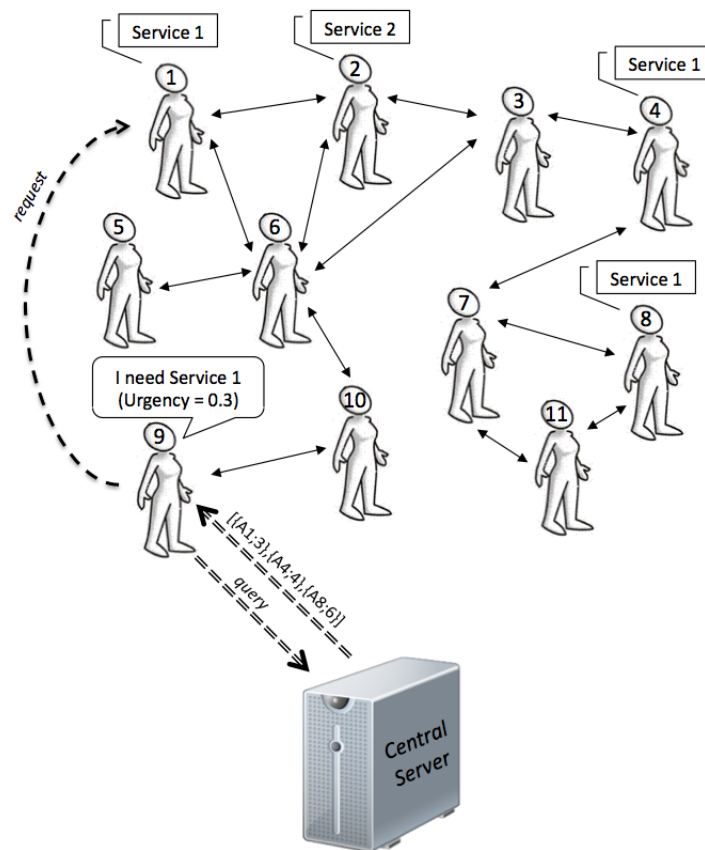 Service 1
Service 2
Service 1
1
2
3
4
request
5
6
Service 1
7
8
I need Service 1
(Urgency = 0.3)
9
10
11
[{A1;3},{A4;4},{A8;6}]
query
Central
Server